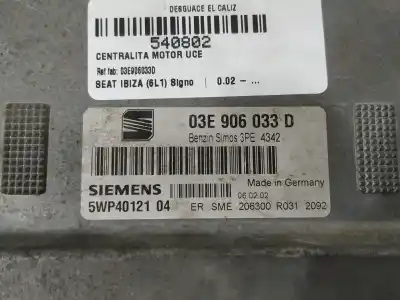 DESGUACE EL CALIZ
540802
CENTRALITA MOTOR UCE
Ref fab: 03E906033D
SEAT IBIZA (6L1) Signo 0.02 - ...
03E 906 033 D
Benzin Simos 3PE 4342
SIEMENS
Made in Germany
06.02.02
5WP40121 04 ER SME 206300 R031 2092